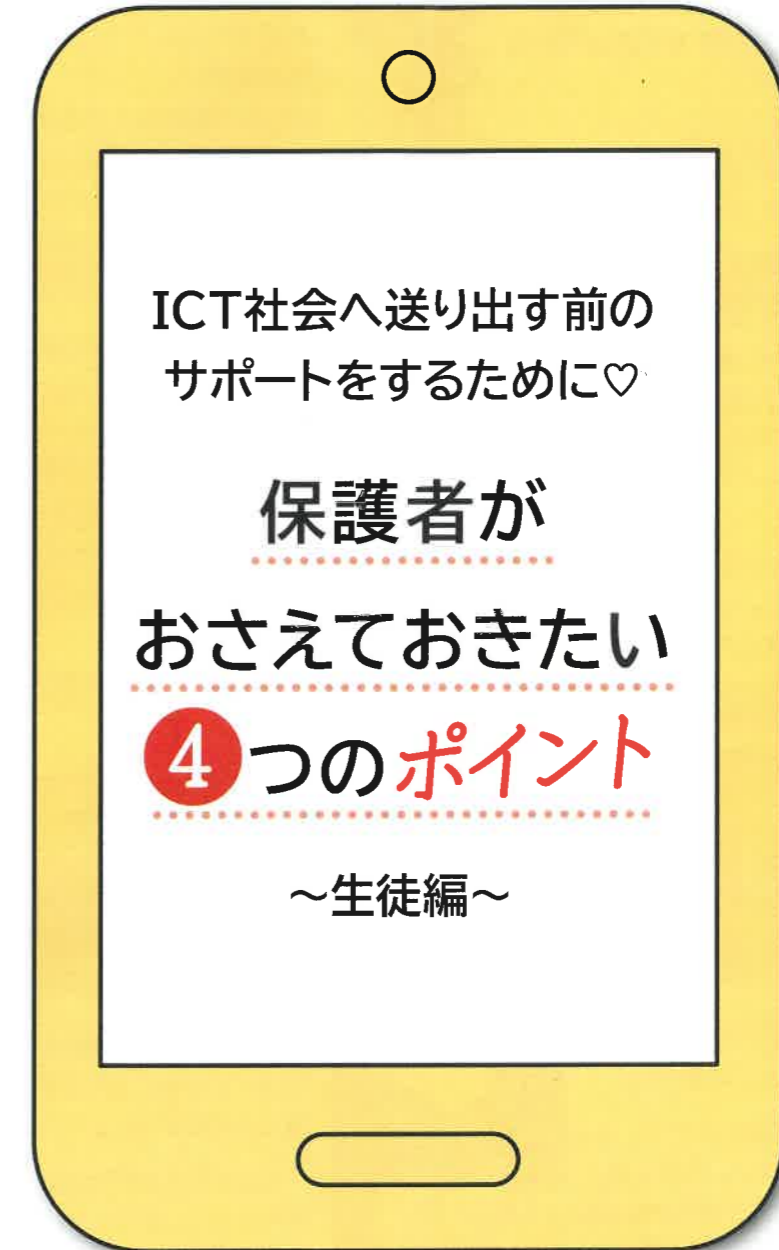 ICT社会へ送り出す前の
サポートをするために♡
保護者が
おさえておきたい
4つのポイント
～生徒編～